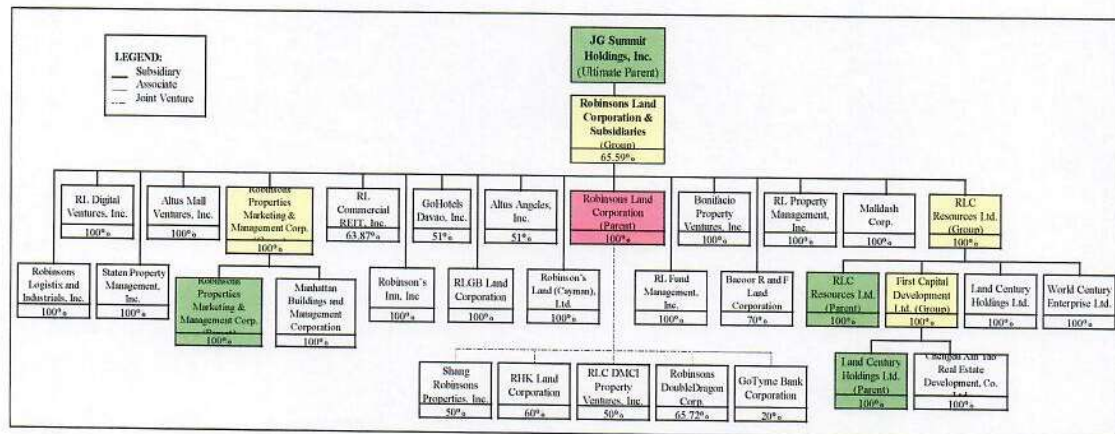 LEGEND:
Subsidiary
Associate
Joint Venture
JG Summit
Holdings, Inc.
(Ultimate Parent)
Robinsons Land
Corporation &
Subsidiaries
(Group)
65.59%
RL Digital
Ventures, Inc.
100%
Altus Mall
Ventures, Inc.
100%
Robinsons
Properties
Marketing &
Management Corp.
100%
RL
Commercial
REIT, Inc.
63.87%
GoHotels
Davao, Inc.
51%
Altus Angeles,
Inc.
51%
Robinsons Land
Corporation
(Parent)
100%
Bonifacio
Property
Ventures, Inc.
100%
RL Property
Management,
Inc.
100%
Malldash
Corp.
100%
RLC
Resources Ltd.
(Group)
100%
Robinsons
Logistix and
Industrials, Inc.
100%
Staten Property
Management,
Inc.
100%
Robinsons
Properties
Marketing &
Management Corp.
100%
Manhattan
Buildings and
Management
Corporation
100%
Robinson's
Inn, Inc
100%
RLGB Land
Corporation
100%
Robinson's
Land (Cayman),
Ltd.
100%
RL Fund
Management,
Inc.
100%
Bacoor R and F
Land
Corporation
70%
RLC
Resources Ltd.
(Parent)
100%
First Capital
Development
Ltd. (Group)
100%
Land Century
Holdings Ltd.
100%
World Century
Enterprise Ltd.
100%
Land Century
Holdings Ltd.
(Parent)
100%
Chengdu Xin Yao
Real Estate
Development, Co.
Ltd.
100%
Shang
Robinsons
Properties, Inc.
50%
RHK Land
Corporation
60%
RLC DMCI
Property
Ventures, Inc.
50%
Robinsons
DoubleDragon
Corp.
65.72%
GoTyme Bank
Corporation
20%